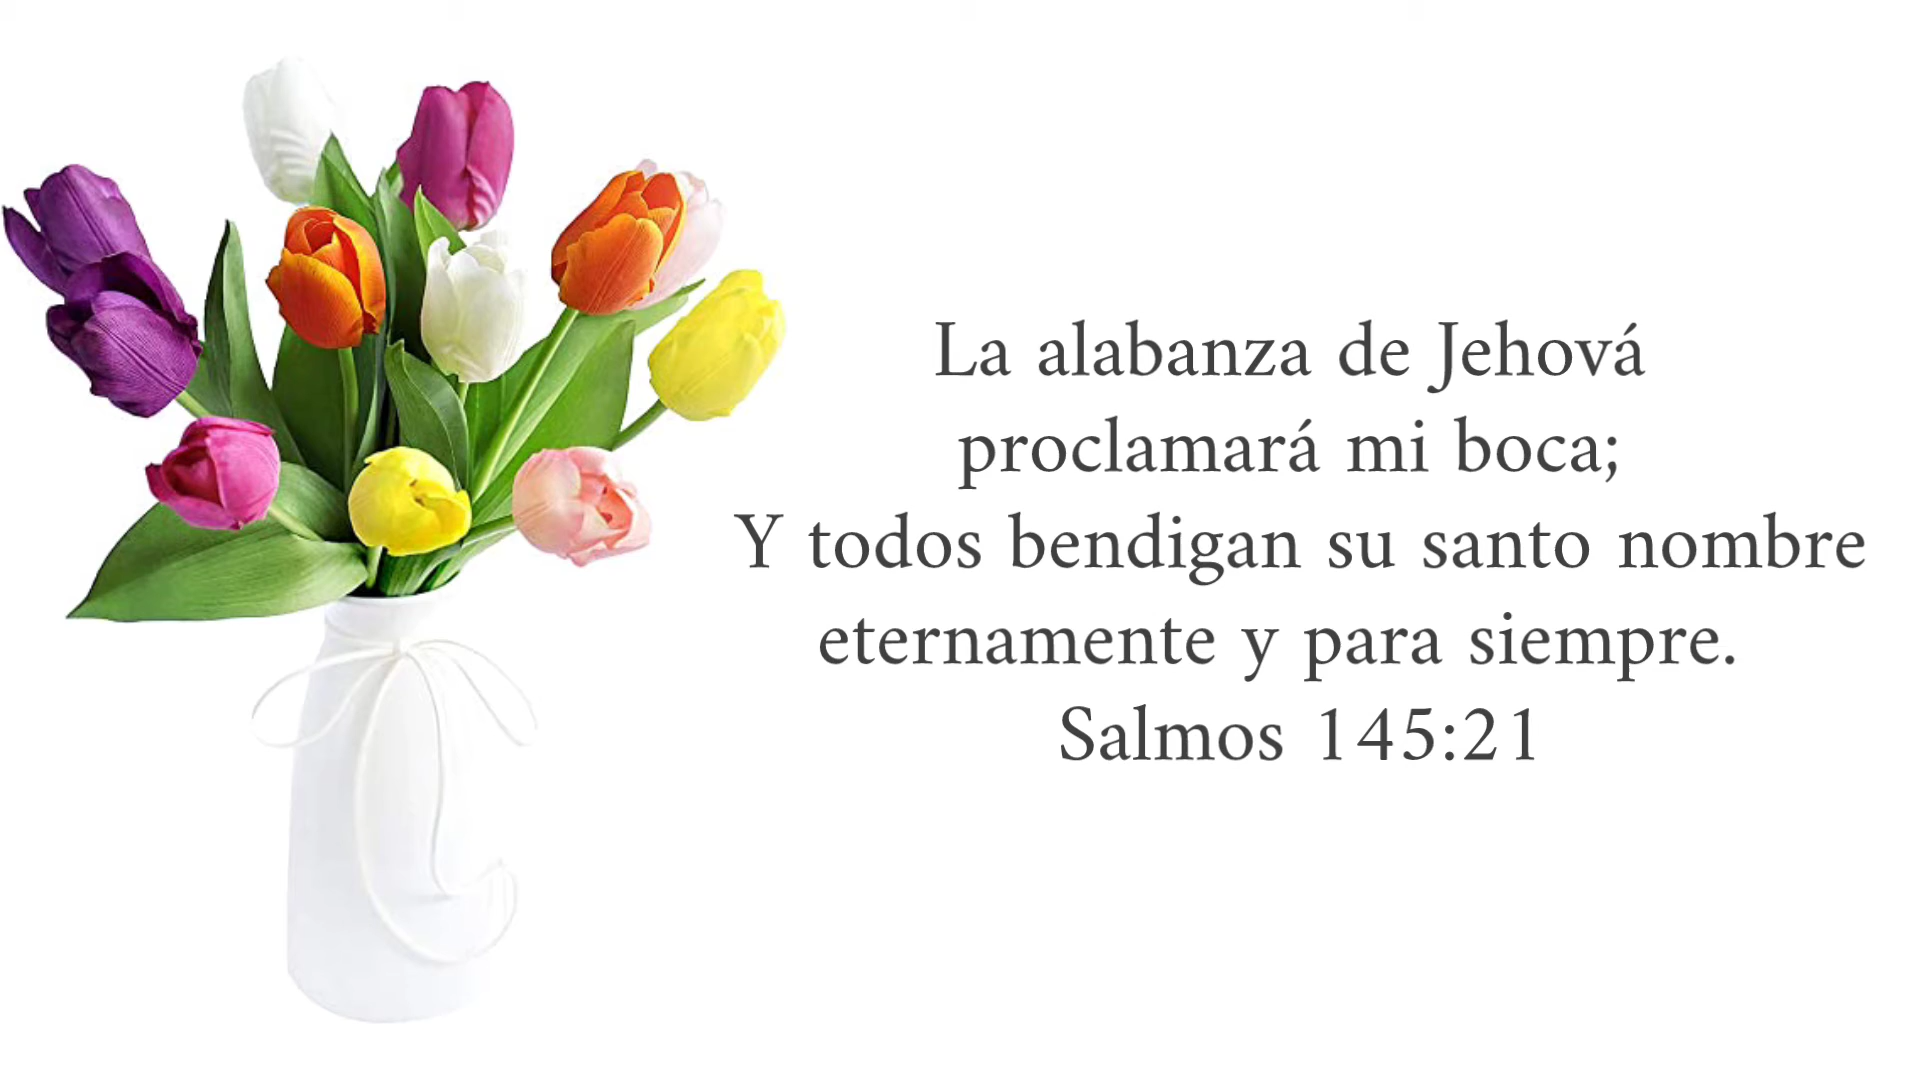 La alabanza de Jehová
proclamará mi boca;
Y todos bendigan su santo nombre
eternamente y para siempre.
Salmos 145:21